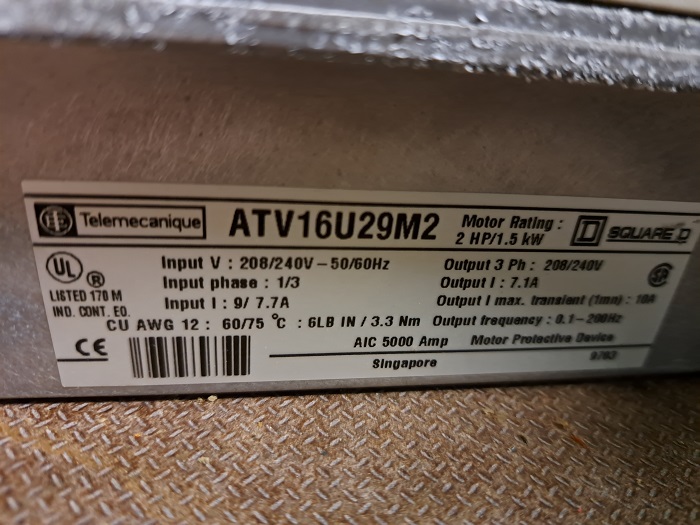 Telemecanique ATV16U29M2 Motor Rating : SQUARE D
2 HP/1.5 kW
UL ® Input V : 208/240V – 50/60Hz Output 3 Ph : 208/240V
Input phase : 1/3 Output I : 7.1A
LISTED 170 M Input I : 9/ 7.7A Output I max. transient (1mn) : 10A
IND. CONT. EQ.
CU AWG 12 : 60/75 °C : 6LB IN / 3.3 Nm Output frequency : 0.1 – 200Hz
CE AIC 5000 Amp Motor Protective Device
Singapore 9703